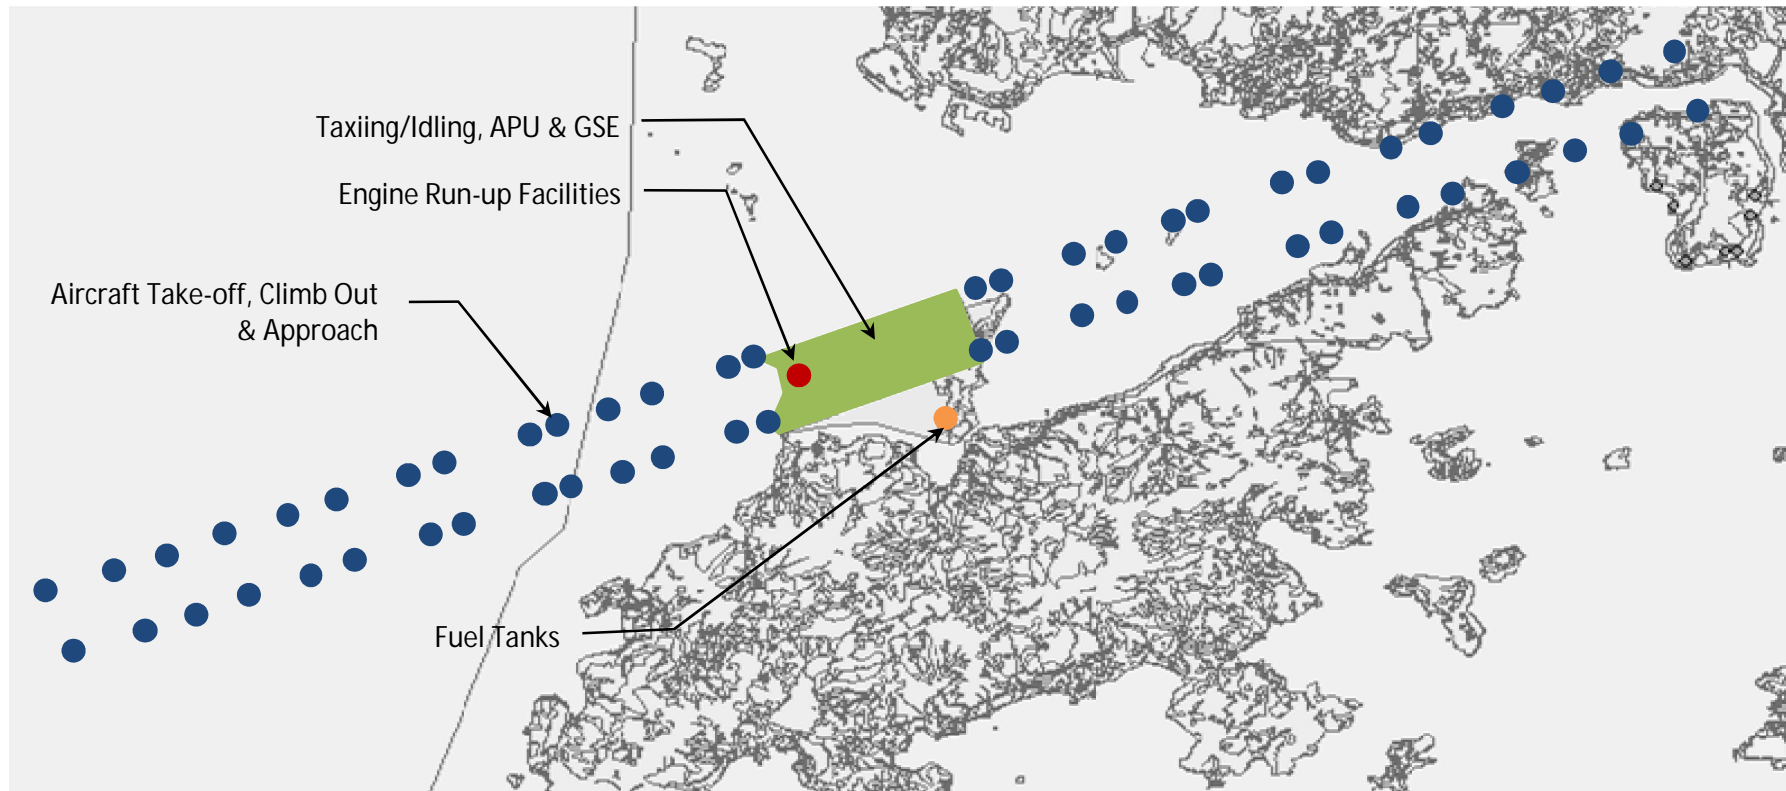 Taxiing/Idling, APU & GSE
Engine Run-up Facilities
Aircraft Take-off, Climb Out
& Approach
Fuel Tanks